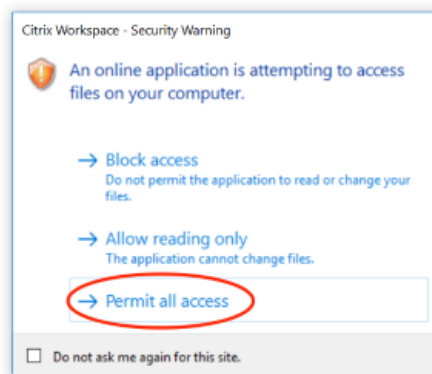 Citrix Workspace - Security Warning
An online application is attempting to access
files on your computer.
Block access
Do not permit the application to read or change your
files.
Allow reading only
The application cannot change files.
Permit all access
Do not ask me again for this site.